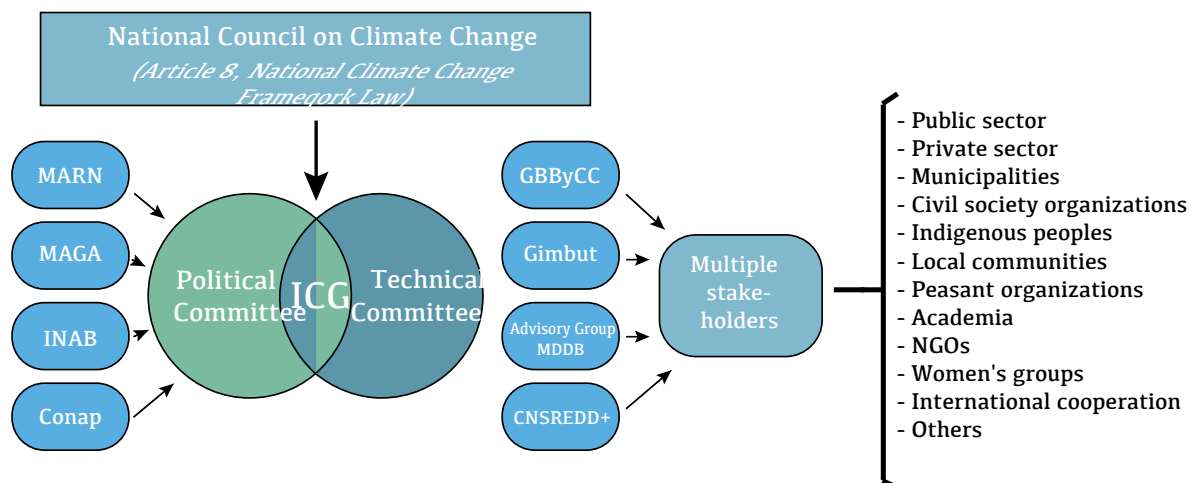 National Council on Climate Change
(Article 8, National Climate Change
Frameqork Law)
MARN
MAGA
INAB
Conap
Political
Committee
ICG
Technical
Committee
GBByCC
Gimbut
Advisory Group
MDDB
CNSREDD+
Multiple
stake-
holders
- Public sector
- Private sector
- Municipalities
- Civil society organizations
- Indigenous peoples
- Local communities
- Peasant organizations
- Academia
- NGOs
- Women's groups
- International cooperation
- Others